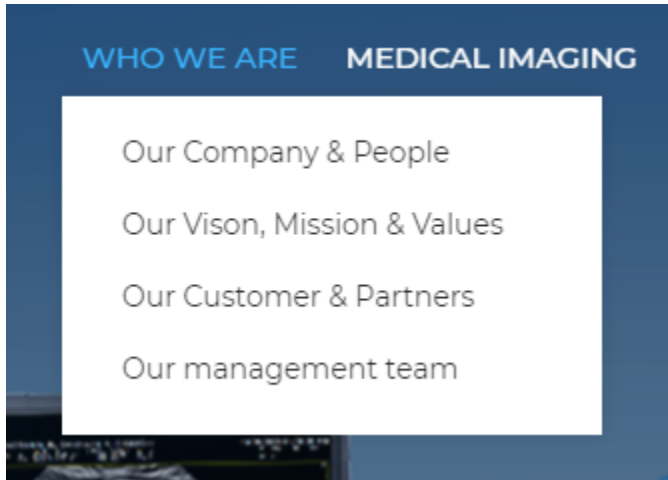 WHO WE ARE MEDICAL IMAGING
Our Company & People
Our Vison, Mission & Values
Our Customer & Partners
Our management team